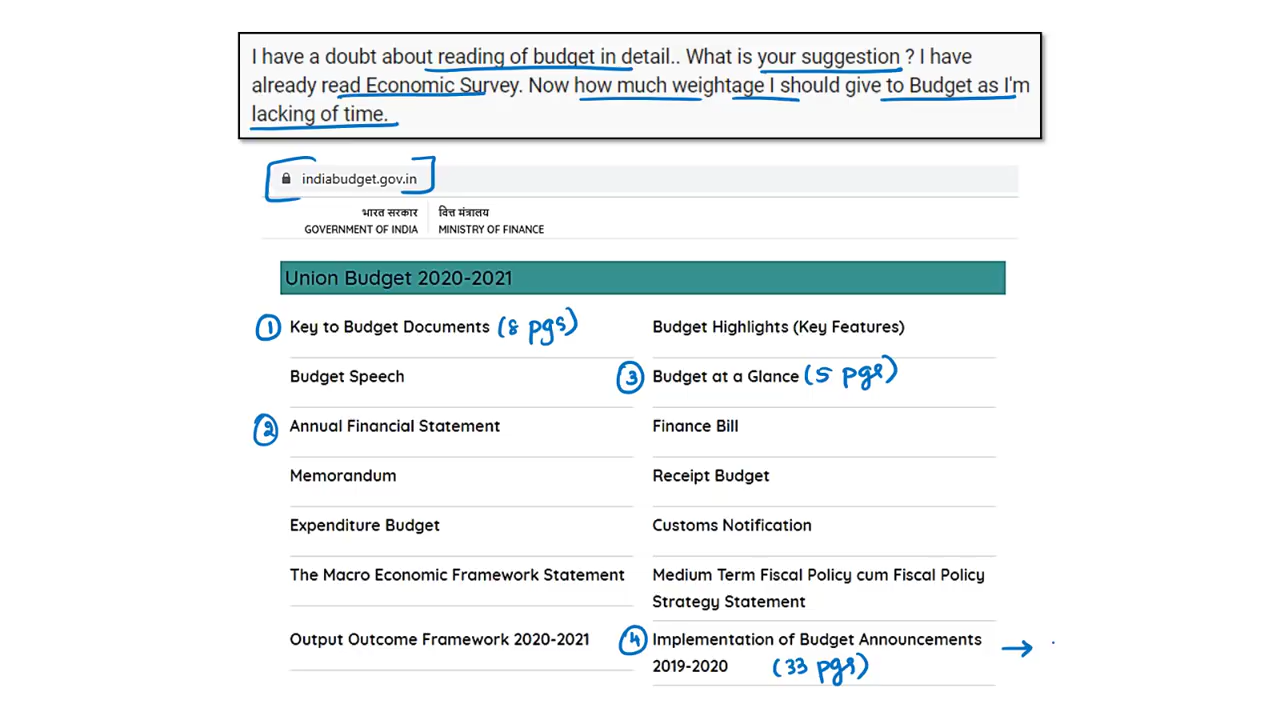 I have a doubt about reading of budget in detail.. What is your suggestion ? I have
already read Economic Survey. Now how much weightage I should give to Budget as I'm
lacking of time.
indiabudget.gov.in
भारत सरकार वित्त मंत्रालय
GOVERNMENT OF INDIA MINISTRY OF FINANCE
Union Budget 2020-2021
1 Key to Budget Documents (8 pgs) Budget Highlights (Key Features)
Budget Speech 3 Budget at a Glance (5 pgs)
2 Annual Financial Statement Finance Bill
Memorandum Receipt Budget
Expenditure Budget Customs Notification
The Macro Economic Framework Statement Medium Term Fiscal Policy cum Fiscal Policy
Strategy Statement
Output Outcome Framework 2020-2021 4 Implementation of Budget Announcements →
2019-2020 (33 pgs)